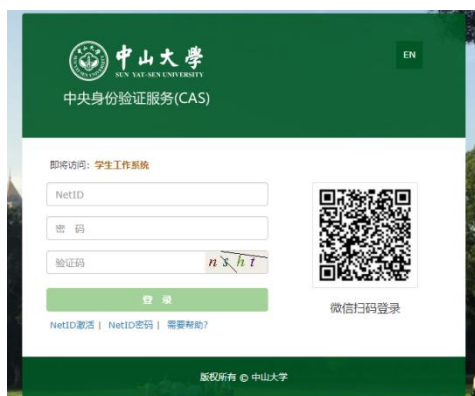 中山大學
SUN YAT-SEN UNIVERSITY
EN
中央身份验证服务(CAS)
即将访问: 学生工作系统
NetID
密 码
验证码
nsht
登 录
微信扫码登录
NetID激活 | NetID密码 | 需要帮助?
版权所有 © 中山大学